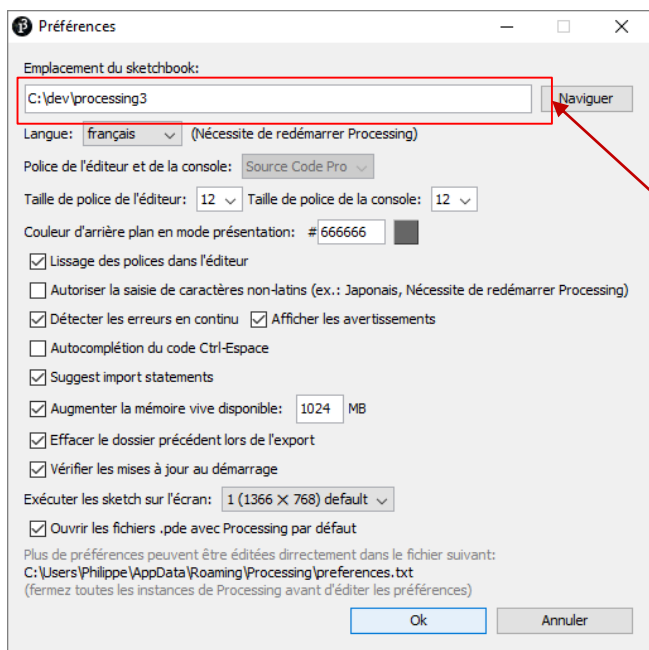 Préférences
Emplacement du sketchbook:
C:\dev\processing3 Naviguer
Langue: français (Nécessite de redémarrer Processing)
Police de l'éditeur et de la console: Source Code Pro
Taille de police de l'éditeur: 12 Taille de police de la console: 12
Couleur d'arrière plan en mode présentation: # 666666
Lissage des polices dans l'éditeur
Autoriser la saisie de caractères non-latins (ex.: Japonais, Nécessite de redémarrer Processing)
Détecter les erreurs en continu Afficher les avertissements
Autocomplétion du code Ctrl-Espace
Suggest import statements
Augmenter la mémoire vive disponible: 1024 MB
Effacer le dossier précédent lors de l'export
Vérifier les mises à jour au démarrage
Exécuter les sketch sur l'écran: 1 (1366 × 768) default
Ouvrir les fichiers .pde avec Processing par défaut
Plus de préférences peuvent être éditées directement dans le fichier suivant:
C:\Users\Philippe\AppData\Roaming\Processing\preferences.txt
(fermez toutes les instances de Processing avant d'éditer les préférences)
Ok Annuler